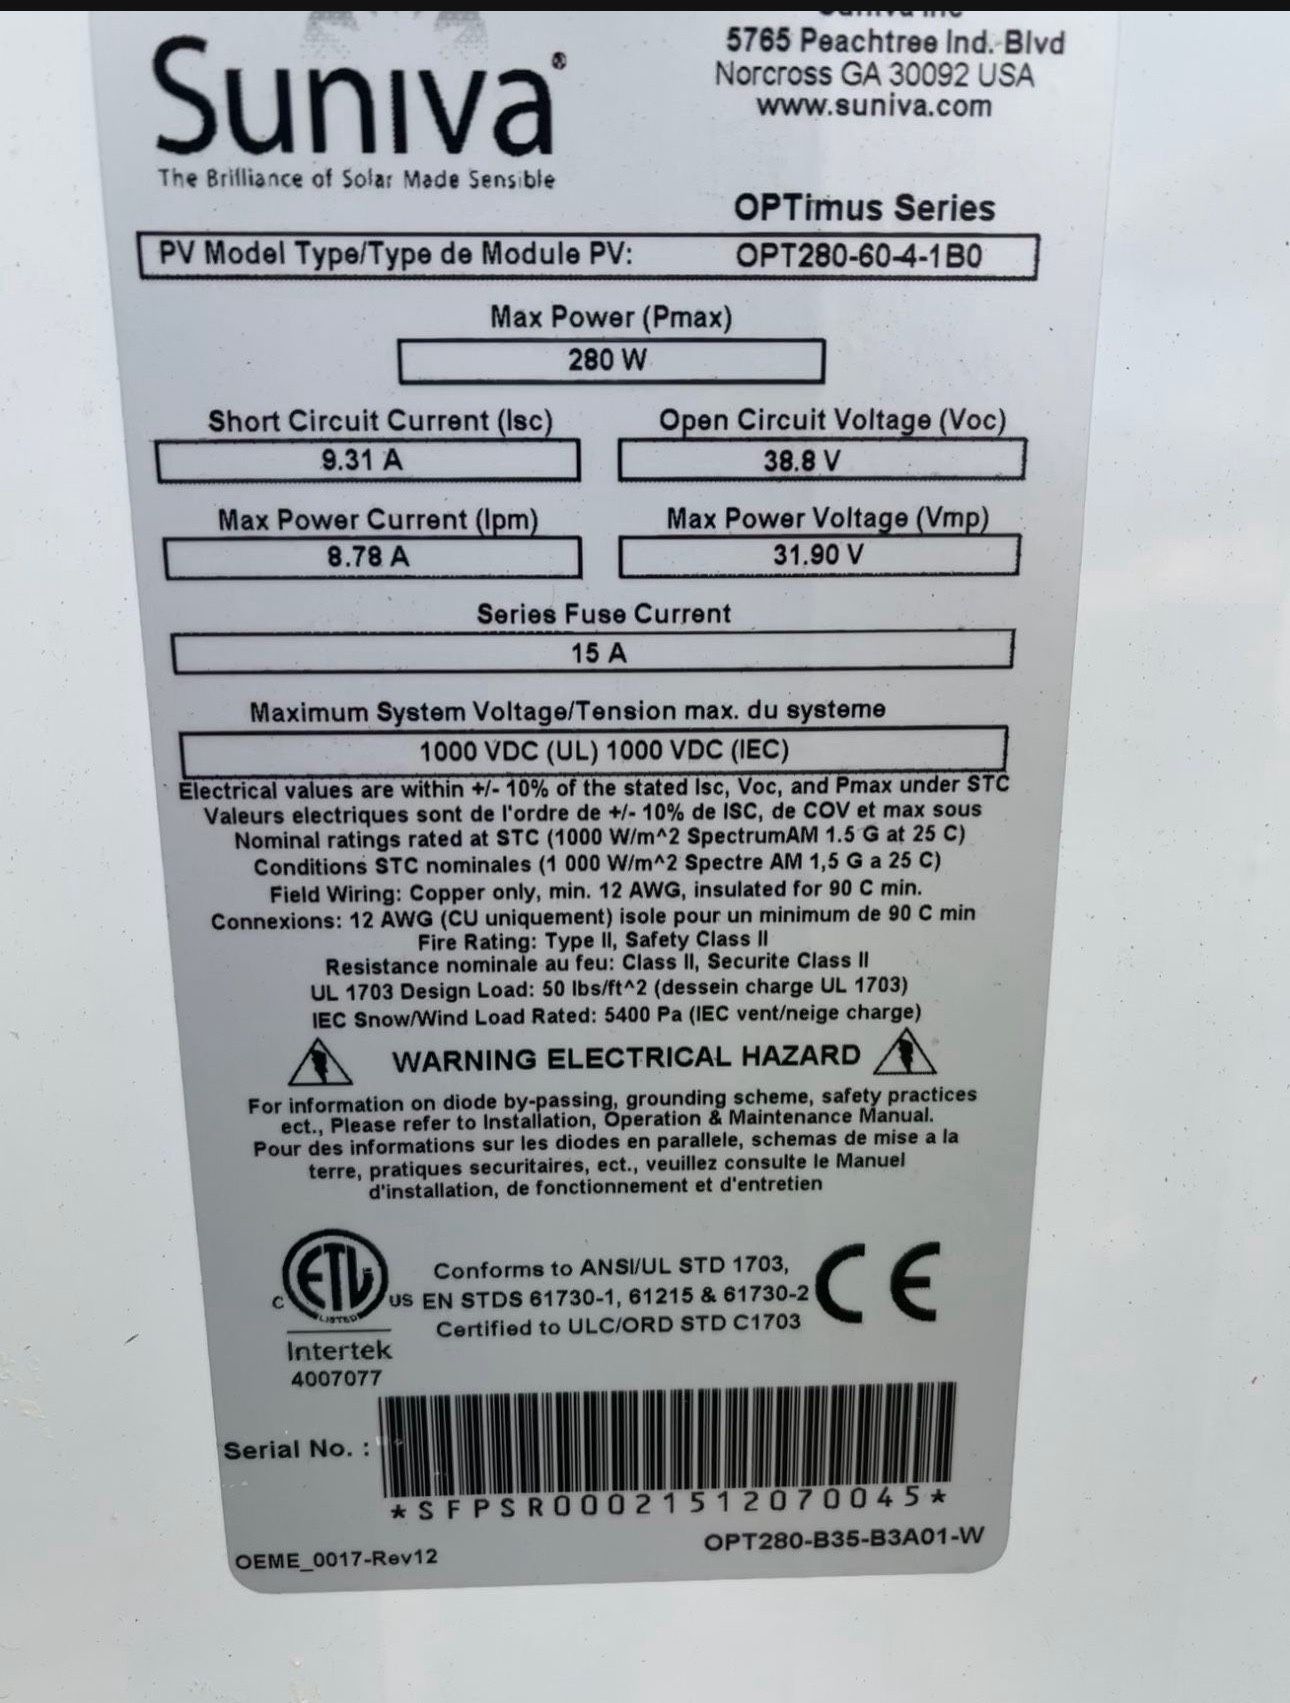 Suniva Inc
5765 Peachtree Ind. Blvd
Norcross GA 30092 USA
www.suniva.com
Suniva®
The Brilliance of Solar Made Sensible
OPTimus Series
PV Model Type/Type de Module PV: OPT280-60-4-1B0
Max Power (Pmax)
280 W
Short Circuit Current (Isc) Open Circuit Voltage (Voc)
9.31 A 38.8 V
Max Power Current (Ipm) Max Power Voltage (Vmp)
8.78 A 31.90 V
Series Fuse Current
15 A
Maximum System Voltage/Tension max. du systeme
1000 VDC (UL) 1000 VDC (IEC)
Electrical values are within +/- 10% of the stated Isc, Voc, and Pmax under STC
Valeurs electriques sont de l'ordre de +/- 10% de ISC, de COV et max sous
Nominal ratings rated at STC (1000 W/m^2 SpectrumAM 1.5 G at 25 C)
Conditions STC nominales (1 000 W/m^2 Spectre AM 1,5 G a 25 C)
Field Wiring: Copper only, min. 12 AWG, insulated for 90 C min.
Connexions: 12 AWG (CU uniquement) isole pour un minimum de 90 C min
Fire Rating: Type II, Safety Class II
Resistance nominale au feu: Class II, Securite Class II
UL 1703 Design Load: 50 lbs/ft^2 (dessein charge UL 1703)
IEC Snow/Wind Load Rated: 5400 Pa (IEC vent/neige charge)
WARNING ELECTRICAL HAZARD
For information on diode by-passing, grounding scheme, safety practices
ect., Please refer to Installation, Operation & Maintenance Manual.
Pour des informations sur les diodes en parallele, schemas de mise a la
terre, pratiques securitaires, ect., veuillez consulte le Manuel
d'installation, de fonctionnement et d'entretien
C ETL US
LISTED
Intertek
4007077
Conforms to ANSI/UL STD 1703,
EN STDS 61730-1, 61215 & 61730-2
Certified to ULC/ORD STD C1703
CE
Serial No. :
*SFPSR00021512070045*
OEME_0017-Rev12 OPT280-B35-B3A01-W